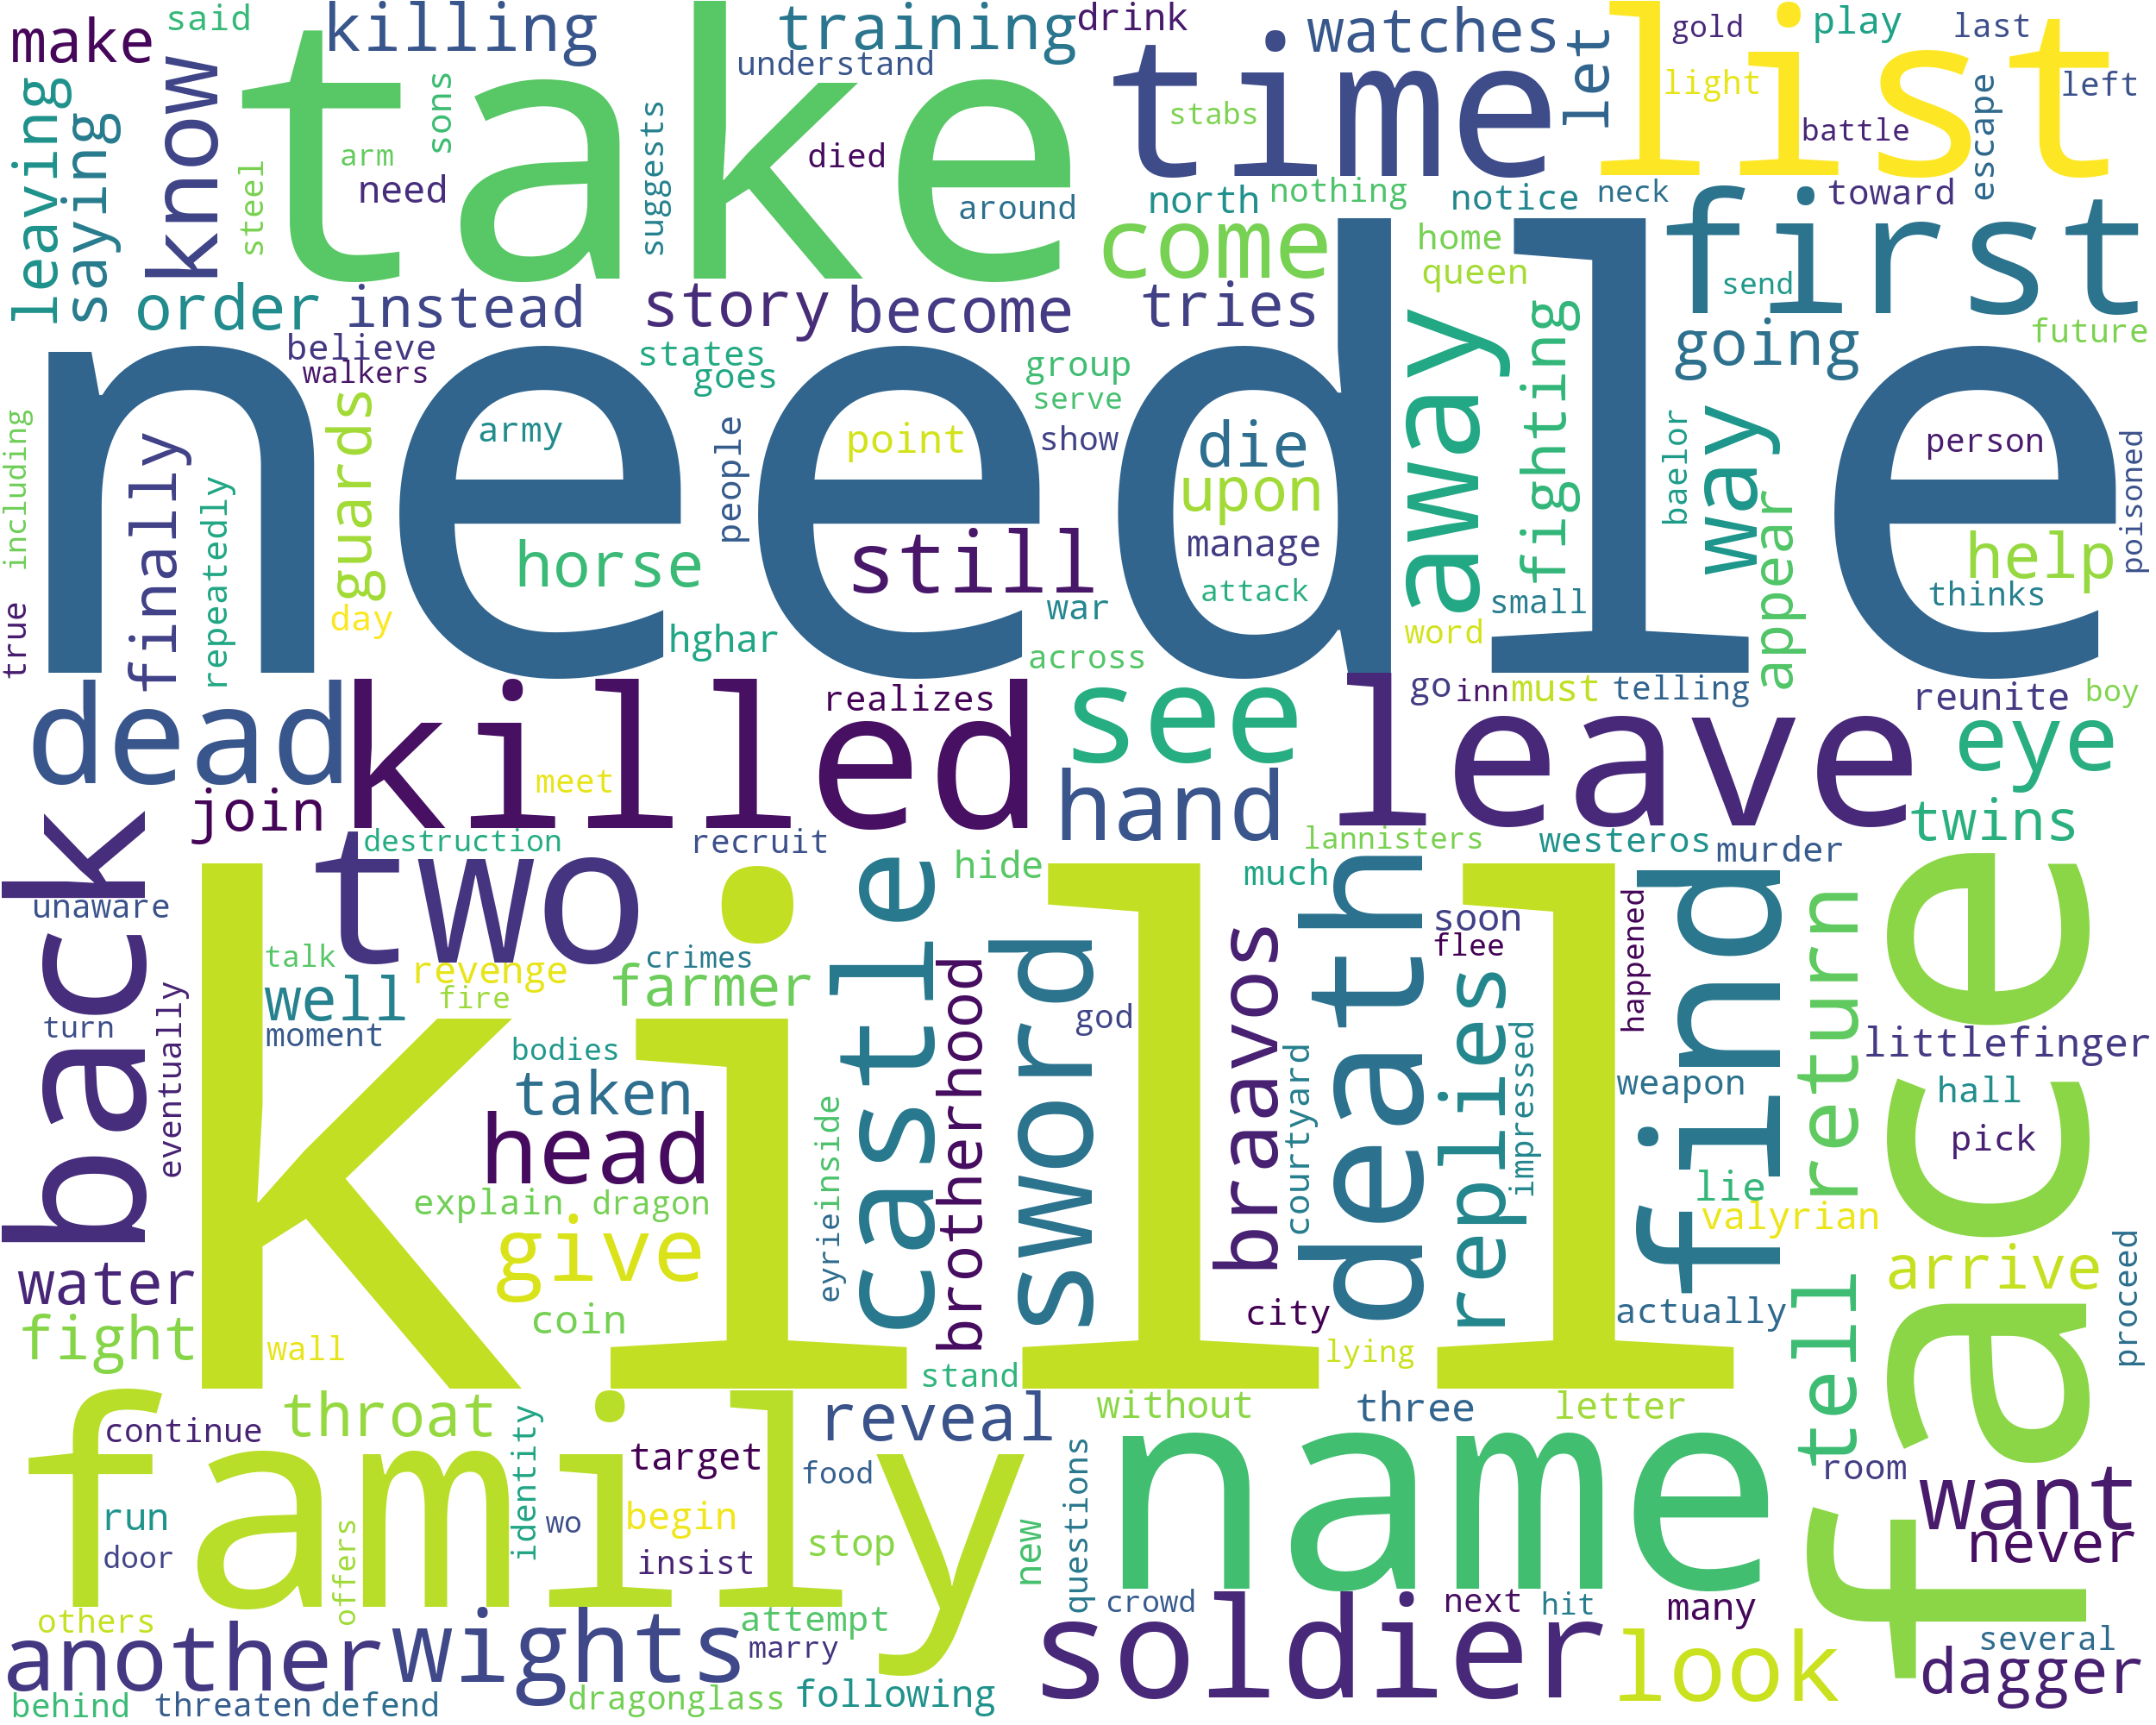 make
said
killing
training
drink
watches
let
gold
play
last
leaving
saying
know
take
sons
understand
time
list
light
left
steel
arm
need
suggests
died
around
stabs
battle
escape
north
nothing
notice
neck
toward
order
instead
story
become
come
tries
home
queen
away
fighting
first
send
going
future
believe
walkers
states
goes
group
serve
needle
including
finally
repeatedly
guards
army
people
point
show
die
upon
manage
attack
baelor
way
appear
person
help
thinks
poisoned
horse
still
war
small
word
true
day
hghar
across
dead
killed
realizes
see
leave
go
inn
must
telling
reunite
boy
eye
join
meet
hand
twins
back
two
destruction
recruit
hide
lannisters
much
westeros
murder
unaware
talk
well
revenge
fire
crimes
farmer
castle
brotherhood
sword
god
braavos
death
soon
flee
replies
happened
find
return
face
turn
eventually
moment
bodies
kill
taken
head
courtyard
impressed
weapon
littlefinger
hall
pick
explain
dragon
give
eyrie
inside
lie
valyrian
water
fight
coin
city
actually
tell
arrive
proceed
wall
stand
lying
family
continue
throat
identity
target
reveal
food
without
three
letter
name
room
want
never
run
door
offers
wo
begin
insist
stop
new
questions
crowd
next
hit
many
others
another
wights
attempt
marry
soldier
look
several
dagger
behind
threaten
defend
dragonglass
following